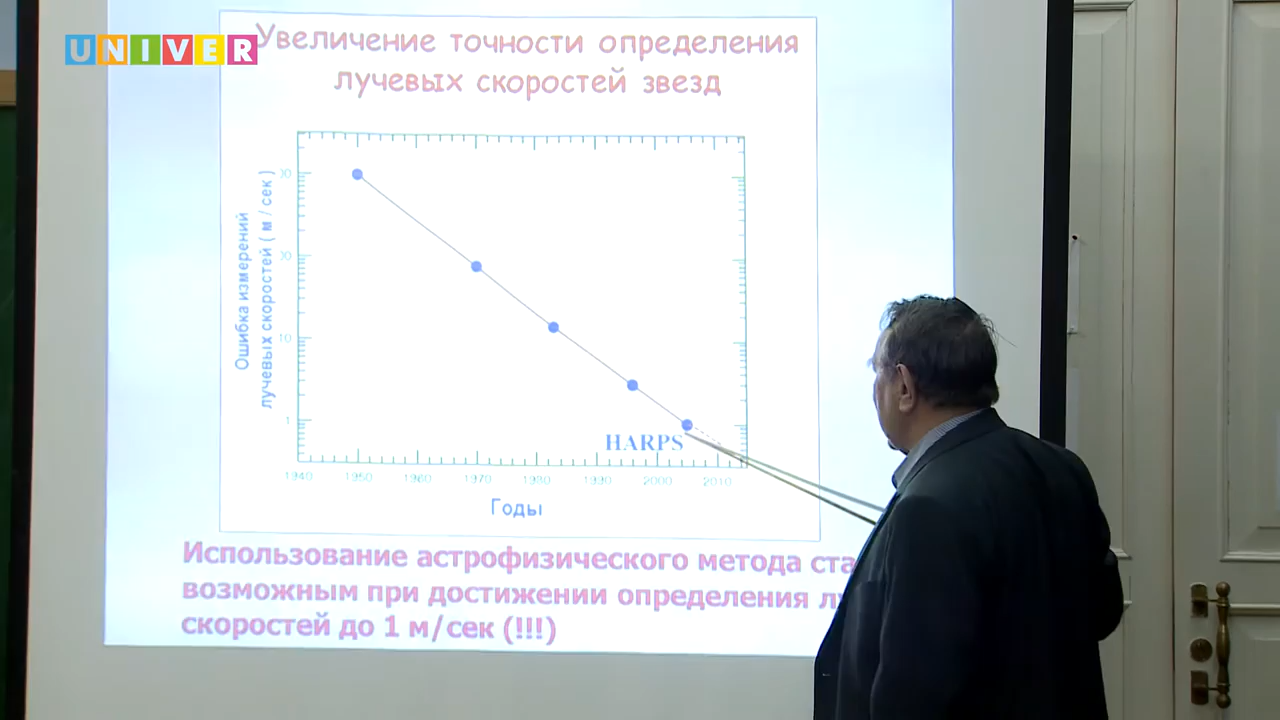 UNIVER
Увеличение точности определения
лучевых скоростей звезд
Ошибка измерений
лучевых скоростей ( м / сек )
10
1
HARPS
1940 1950 1960 1970 1980 1990 2000 2010
Годы
Использование астрофизического метода
возможным при достижении определения
скоростей до 1 м/сек (!!!)